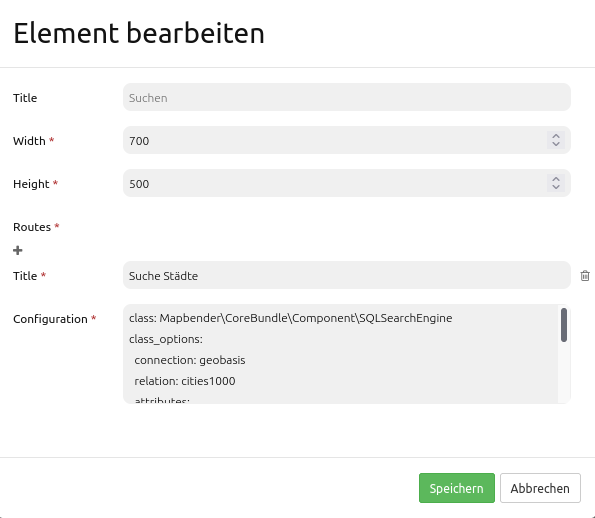 Element bearbeiten
Title Suchen
Width * 700
Height * 500
Routes *
Title * Suche Städte
Configuration * class: Mapbender\CoreBundle\Component\SQLSearchEngine
class_options:
connection: geobasis
relation: cities1000
attributes:
Speichern Abbrechen